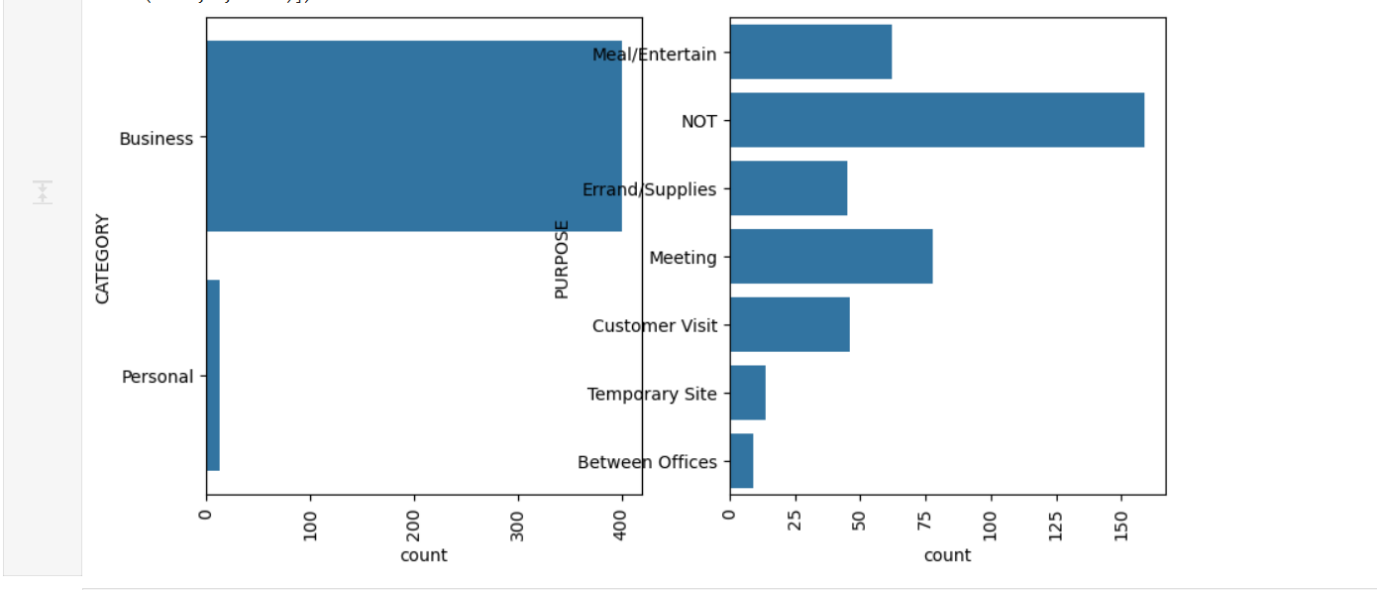 CATEGORY
Business
Personal
0
100
200
300
400
count
PURPOSE
Meal/Entertain
NOT
Errand/Supplies
Meeting
Customer Visit
Temporary Site
Between Offices
0
25
50
75
100
125
150
count